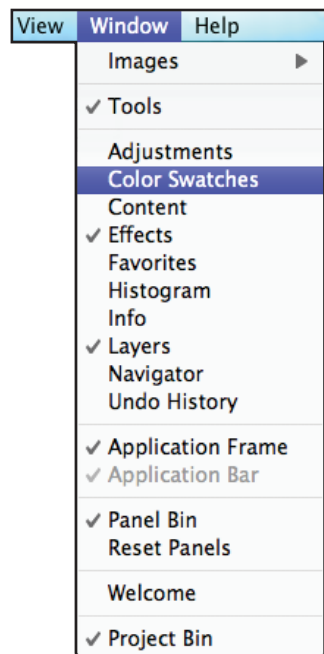 View Window Help
Images
Tools
Adjustments
Color Swatches
Content
Effects
Favorites
Histogram
Info
Layers
Navigator
Undo History
Application Frame
Application Bar
Panel Bin
Reset Panels
Welcome
Project Bin